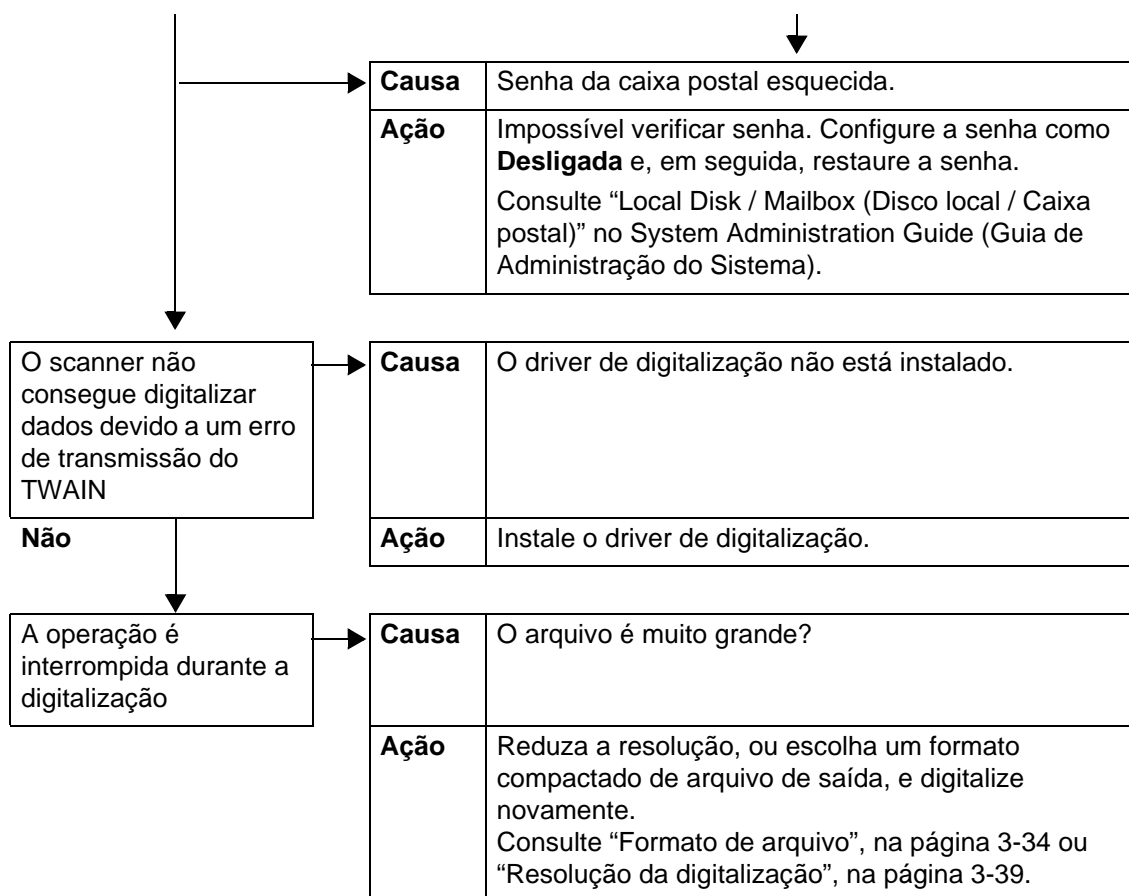 Causa
Senha da caixa postal esquecida.
Ação
Impossível verificar senha. Configure a senha como
Desligada e, em seguida, restaure a senha.
Consulte “Local Disk / Mailbox (Disco local / Caixa
postal)” no System Administration Guide (Guia de
Administração do Sistema).
O scanner não
consegue digitalizar
dados devido a um erro
de transmissão do
TWAIN
Causa
O driver de digitalização não está instalado.
Não
Ação
Instale o driver de digitalização.
A operação é
interrompida durante a
digitalização
Causa
O arquivo é muito grande?
Ação
Reduza a resolução, ou escolha um formato
compactado de arquivo de saída, e digitalize
novamente.
Consulte “Formato de arquivo”, na página 3-34 ou
“Resolução da digitalização”, na página 3-39.